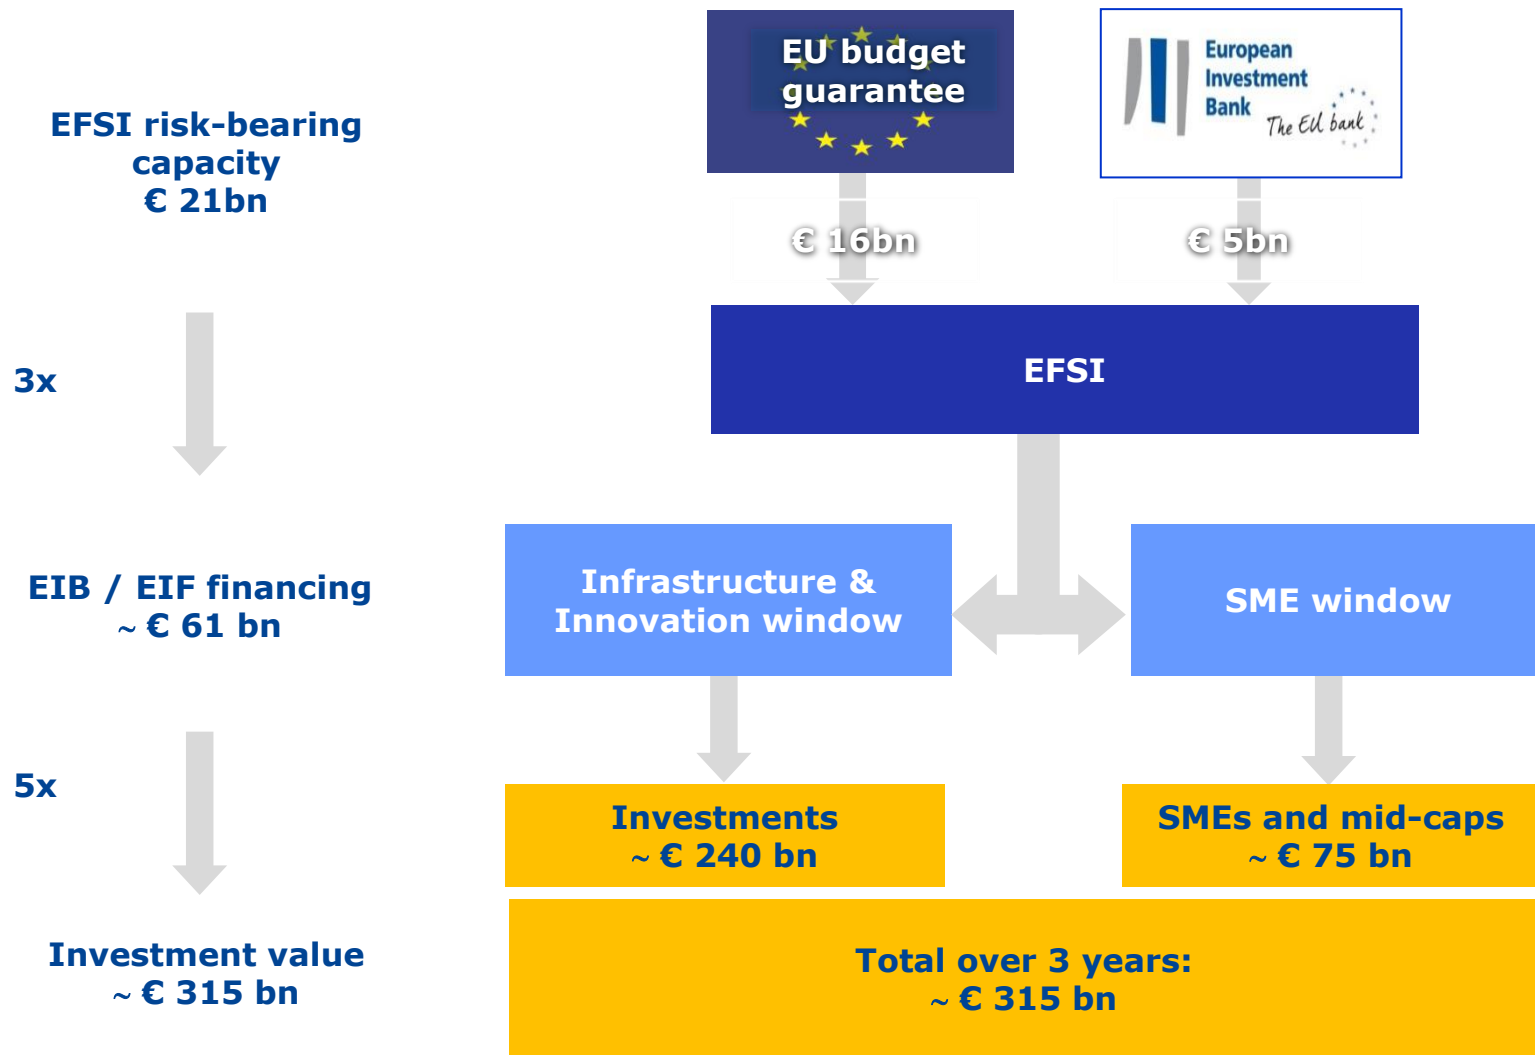 EU budget
guarantee
European
Investment
Bank
The EU bank
EFSI risk-bearing
capacity
€ 21bn
€ 16bn
€ 5bn
3x
EFSI
EIB / EIF financing
~ € 61 bn
Infrastructure &
Innovation window
SME window
5x
Investments
~ € 240 bn
SMEs and mid-caps
~ € 75 bn
Investment value
~ € 315 bn
Total over 3 years:
~ € 315 bn